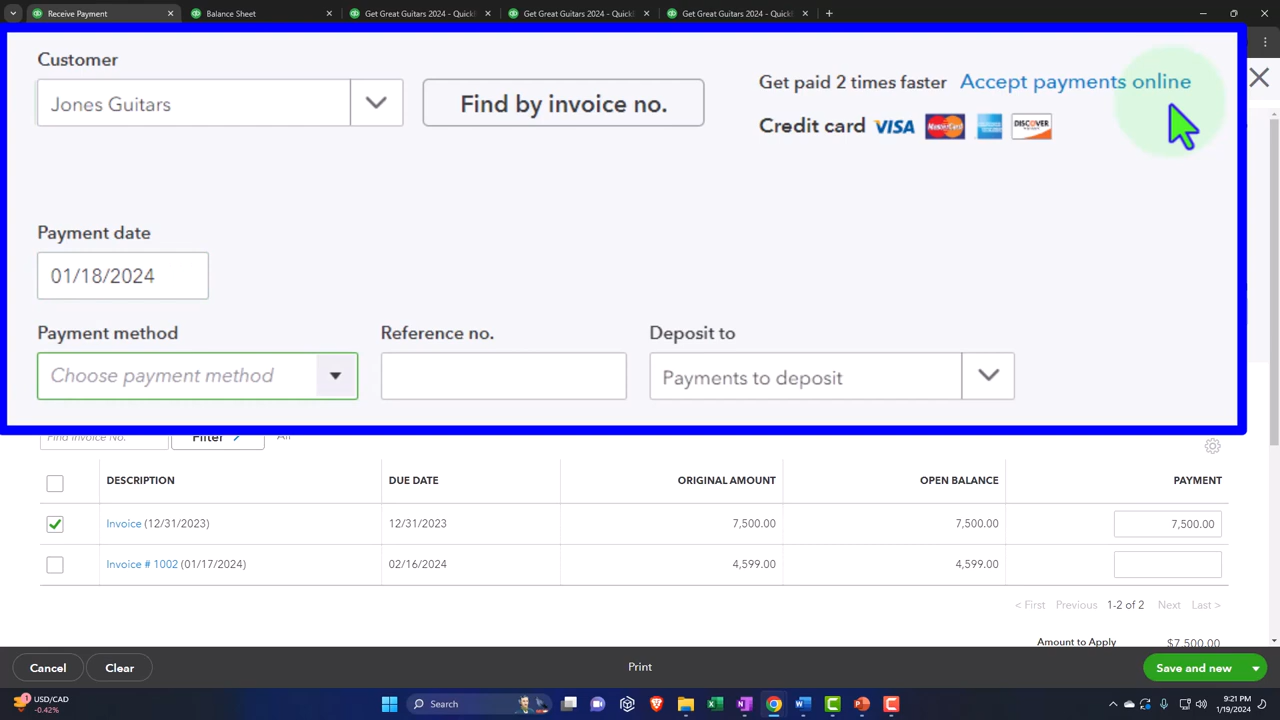 Receive Payment
Balance Sheet
Get Great Guitars 2024 - Quick
Get Great Guitars 2024 - Quick
Get Great Guitars 2024 - Quick
Customer
Jones Guitars
Find by invoice no.
Get paid 2 times faster Accept payments online
Credit card VISA MasterCard DISCOVER
Payment date
01/18/2024
Payment method
Reference no.
Deposit to
Choose payment method
Payments to deposit
Find Invoice No.
Filter
All
DESCRIPTION DUE DATE ORIGINAL AMOUNT OPEN BALANCE PAYMENT
Invoice (12/31/2023) 12/31/2023 7,500.00 7,500.00 7,500.00
Invoice # 1002 (01/17/2024) 02/16/2024 4,599.00 4,599.00
< First Previous 1-2 of 2 Next Last >
Amount to Apply $7,500.00
Cancel
Clear
Print
Save and new
USD/CAD
-0.42%
Search
9:21 PM
1/19/2024